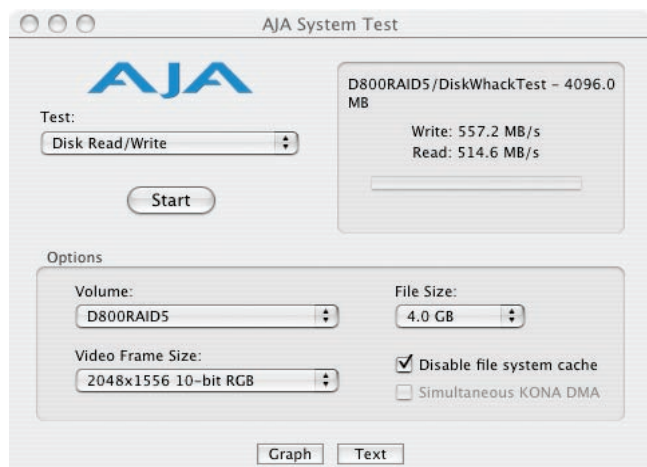 AJA System Test
AJA
Test:
Disk Read/Write
Start
D800RAID5/DiskWhackTest – 4096.0
MB
Write: 557.2 MB/s
Read: 514.6 MB/s
Options
Volume:
D800RAID5
File Size:
4.0 GB
Video Frame Size:
2048x1556 10-bit RGB
Disable file system cache
Simultaneous KONA DMA
Graph
Text